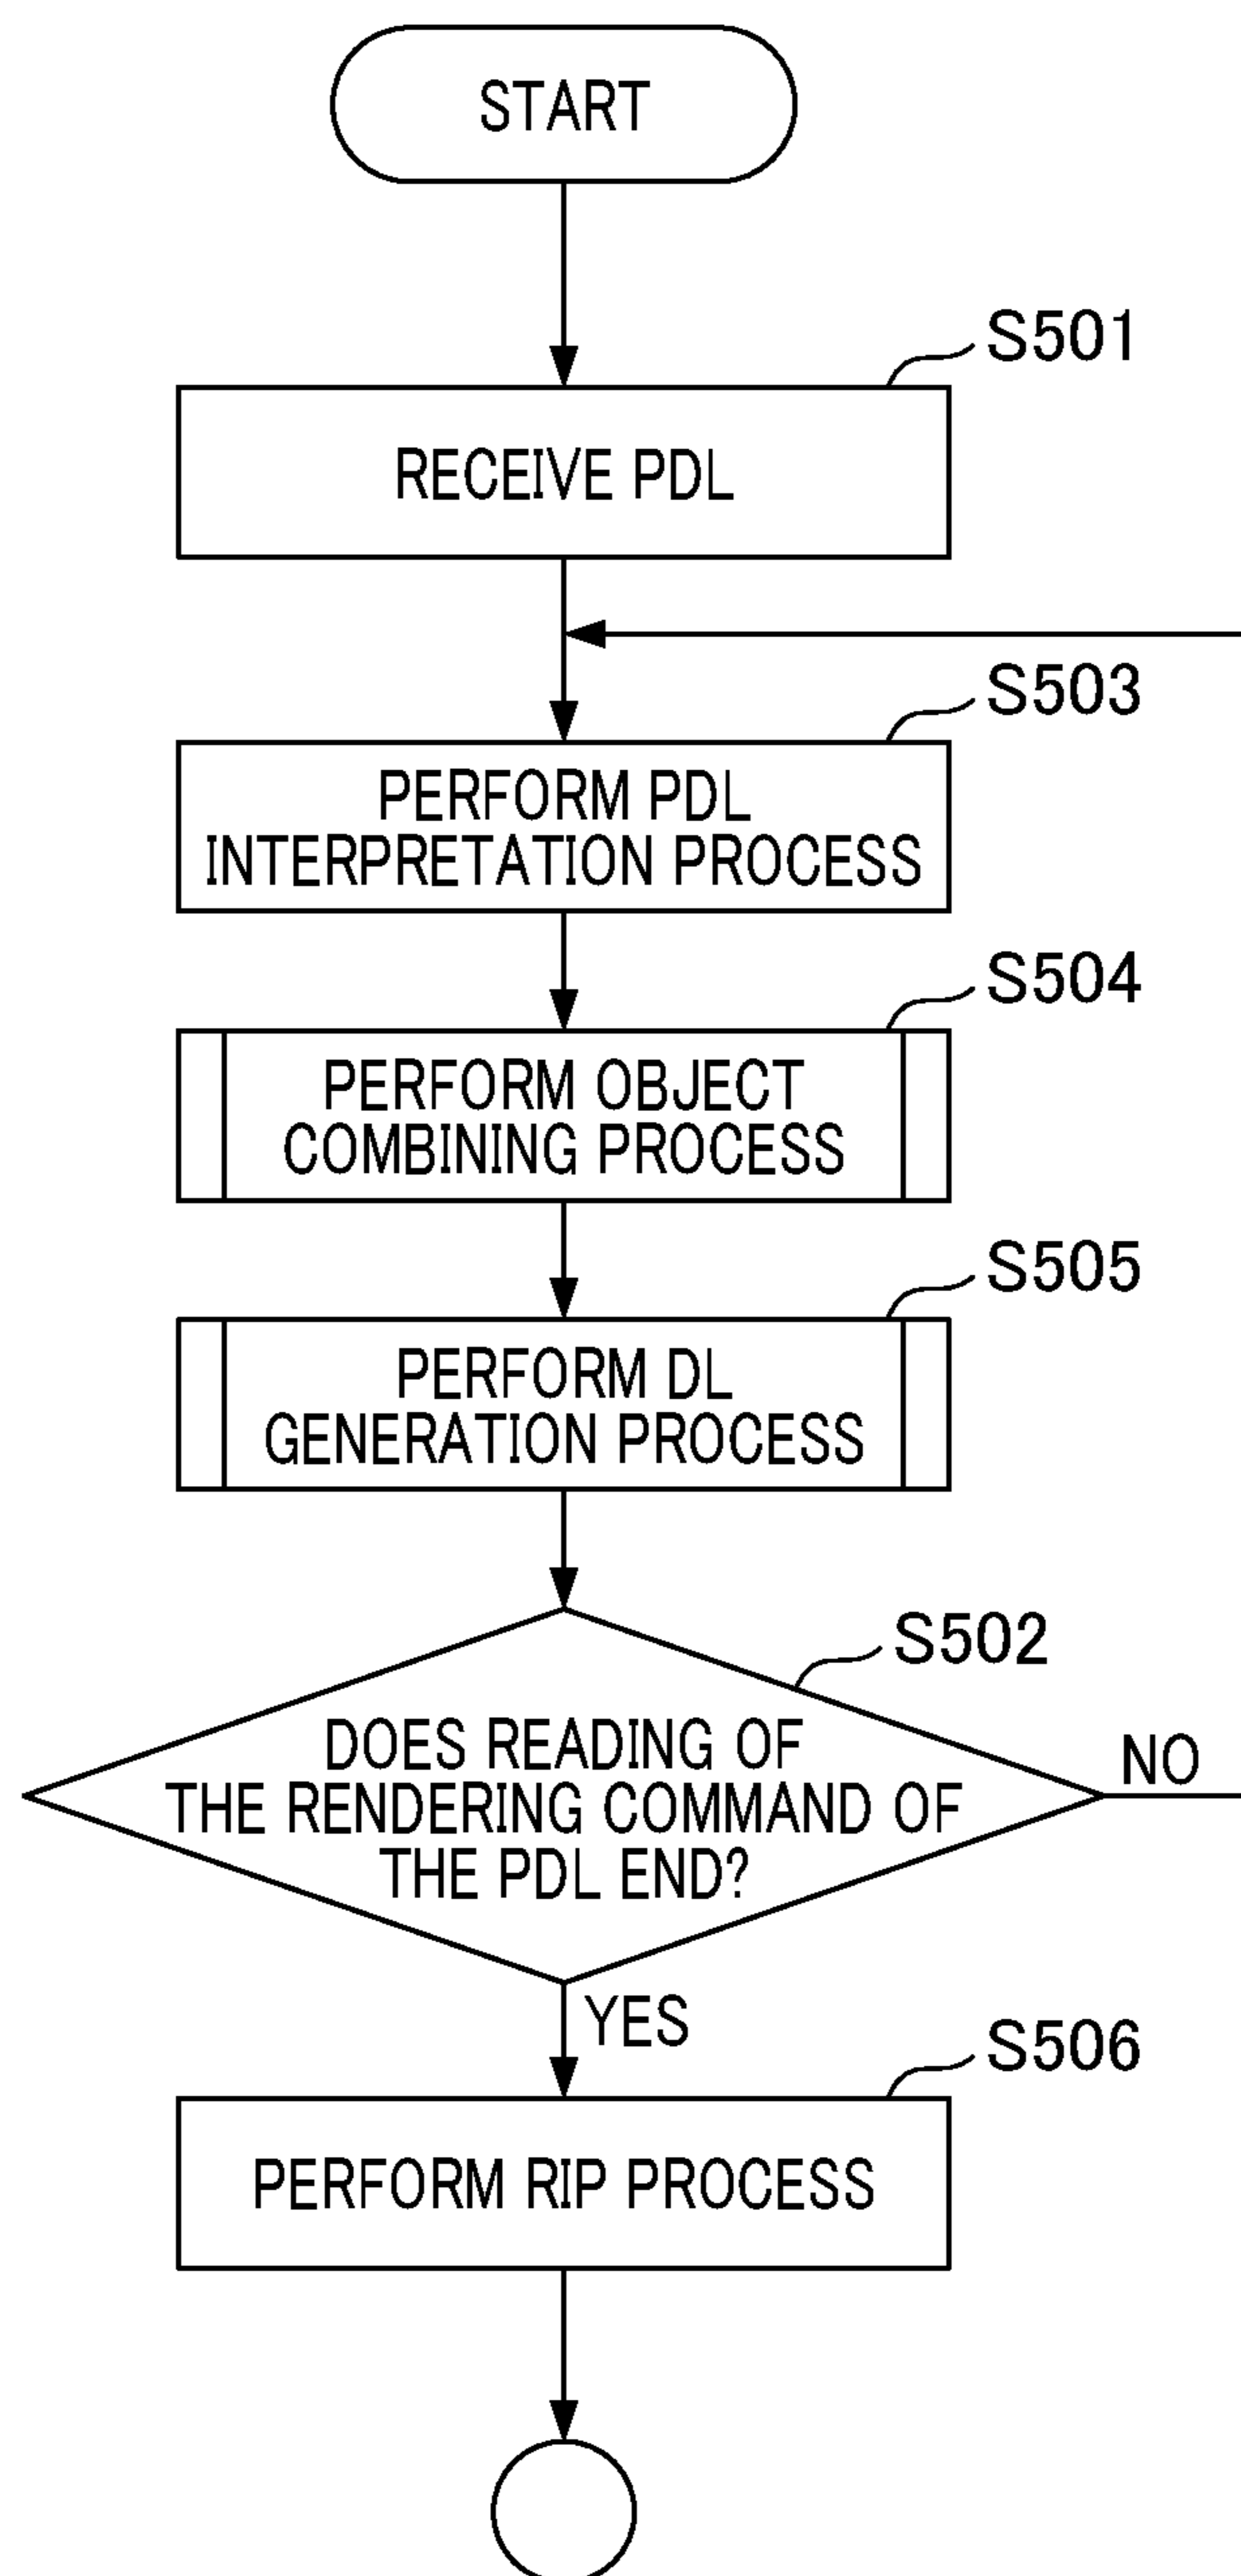 START
S501
RECEIVE PDL
S503
PERFORM PDL
INTERPRETATION PROCESS
S504
PERFORM OBJECT
COMBINING PROCESS
S505
PERFORM DL
GENERATION PROCESS
S502
DOES READING OF
THE RENDERING COMMAND OF
THE PDL END?
NO
YES
S506
PERFORM RIP PROCESS